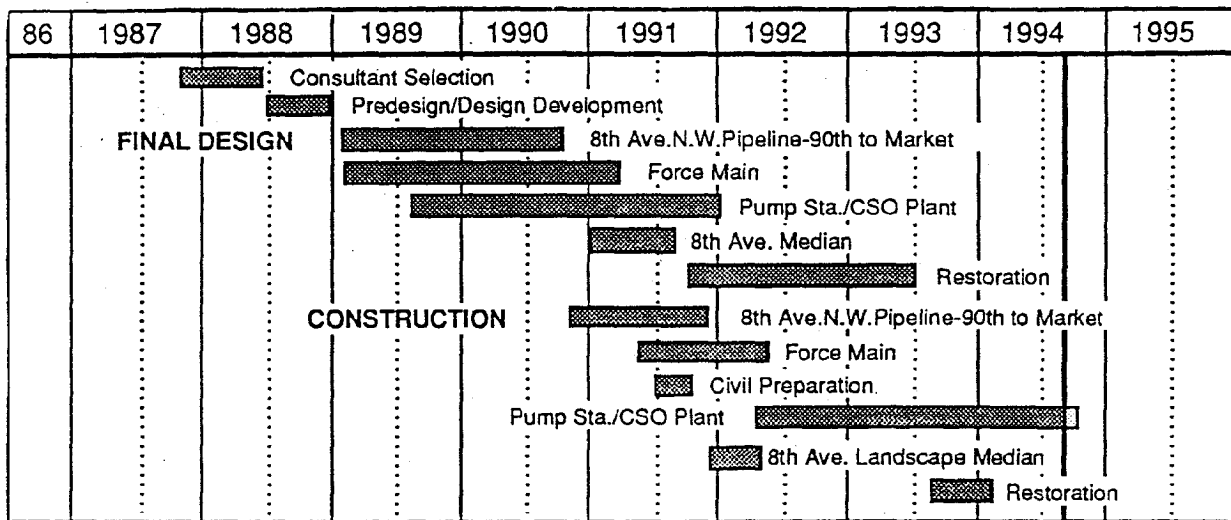 86 1987 1988 1989 1990 1991 1992 1993 1994 1995
Consultant Selection
Predesign/Design Development
FINAL DESIGN
8th Ave.N.W.Pipeline-90th to Market
Force Main
Pump Sta./CSO Plant
8th Ave. Median
Restoration
CONSTRUCTION
8th Ave.N.W.Pipeline-90th to Market
Force Main
Civil Preparation
Pump Sta./CSO Plant
8th Ave. Landscape Median
Restoration